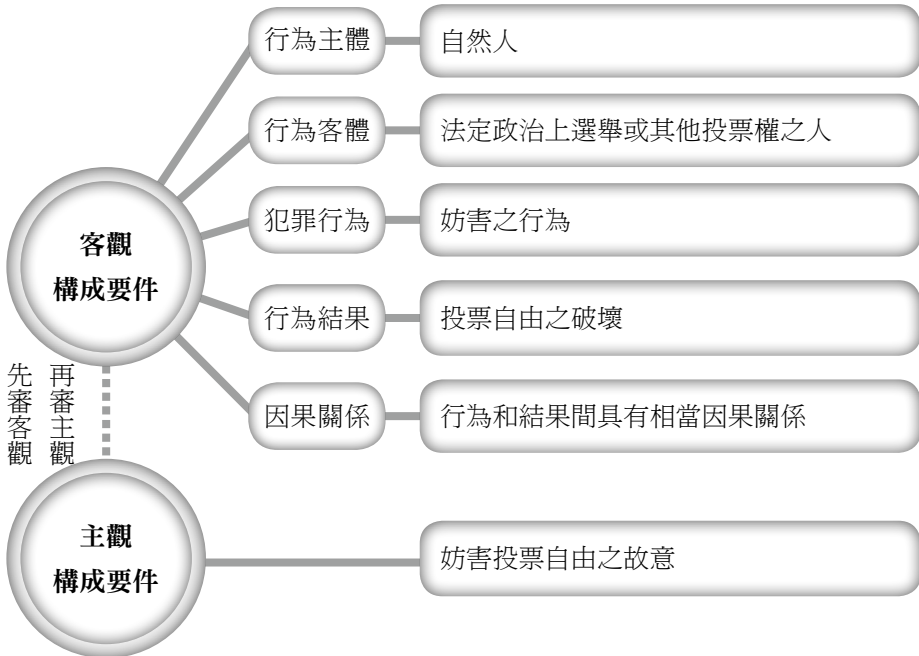 行為主體
自然人
行為客體
法定政治上選舉或其他投票權之人
犯罪行為
妨害之行為
客觀
構成要件
行為結果
投票自由之破壞
因果關係
行為和結果間具有相當因果關係
先審客觀
再審主觀
主觀
構成要件
妨害投票自由之故意